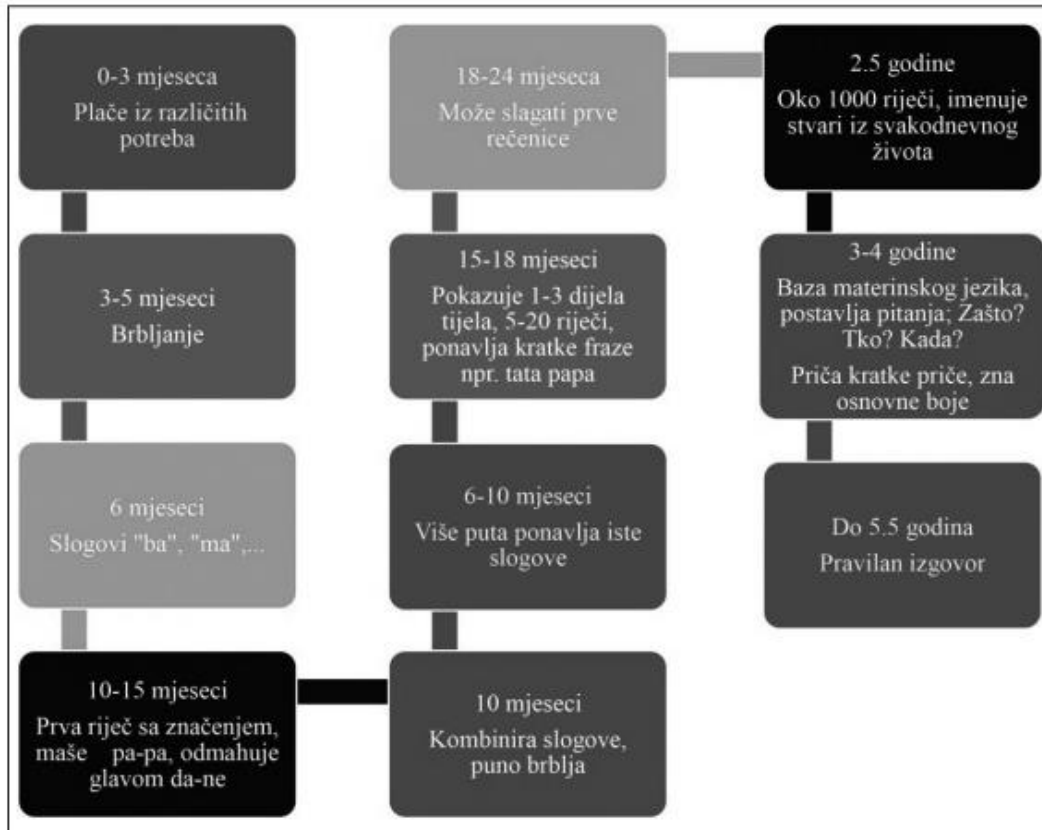 0-3 mjeseca
Plače iz različitih
potreba
3-5 mjeseci
Brbljanje
6 mjeseci
Slogovi "ba", "ma",...
10-15 mjeseci
Prva riječ sa značenjem,
maše pa-pa, odmahuje
glavom da-ne
10 mjeseci
Kombinira slogove,
puno brblja
6-10 mjeseci
Više puta ponavlja iste
slogove
15-18 mjeseci
Pokazuje 1-3 dijela
tijela, 5-20 riječi,
ponavlja kratke fraze
npr. tata papa
18-24 mjeseca
Može slagati prve
rečenice
2.5 godine
Oko 1000 riječi, imenuje
stvari iz svakodnevnog
života
3-4 godine
Baza materinskog jezika,
postavlja pitanja; Zašto?
Tko? Kada?
Priča kratke priče, zna
osnovne boje
Do 5.5 godina
Pravilan izgovor